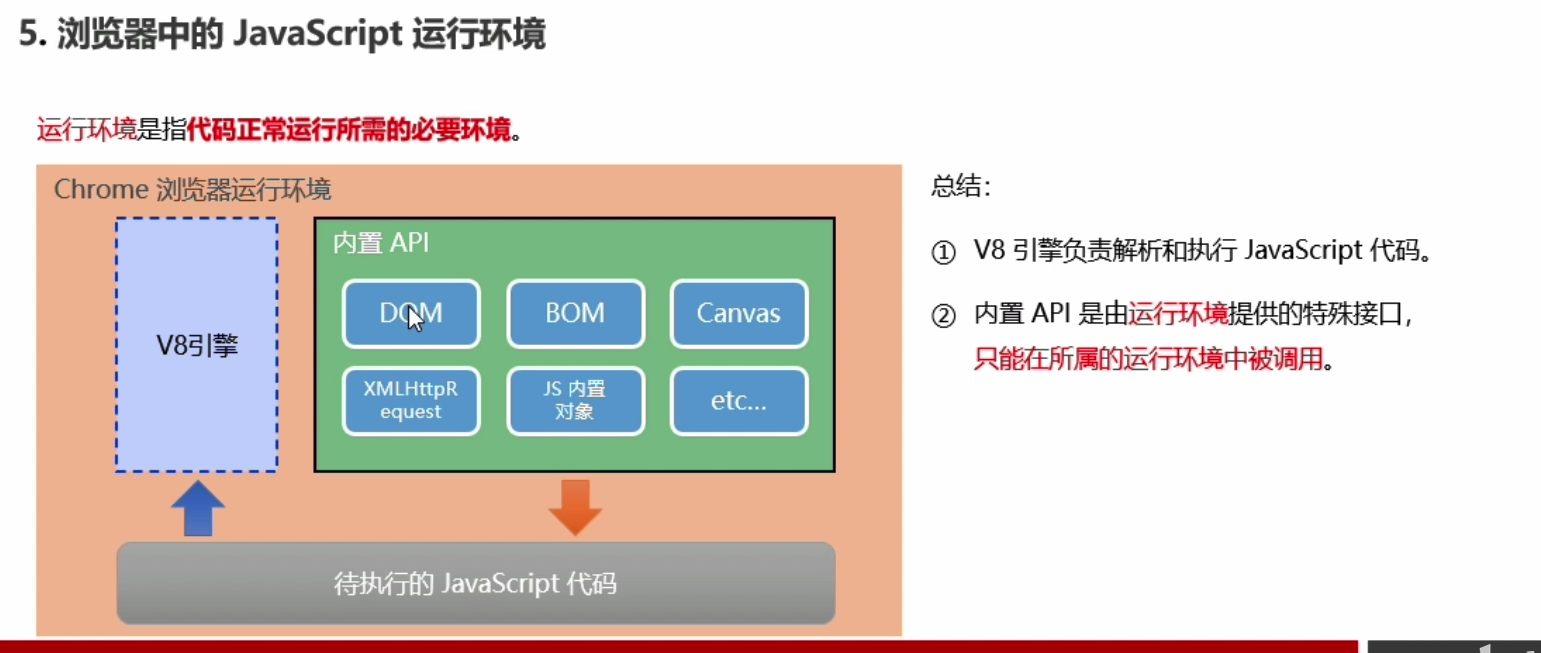 5. 浏览器中的 JavaScript 运行环境
运行环境是指代码正常运行所需的必要环境。
Chrome 浏览器运行环境
V8引擎
内置 API
DOM
BOM
Canvas
XMLHttpR
equest
JS 内置
对象
etc...
待执行的 JavaScript 代码
总结：
① V8 引擎负责解析和执行 JavaScript 代码。
② 内置 API 是由运行环境提供的特殊接口，
只能在所属的运行环境中被调用。